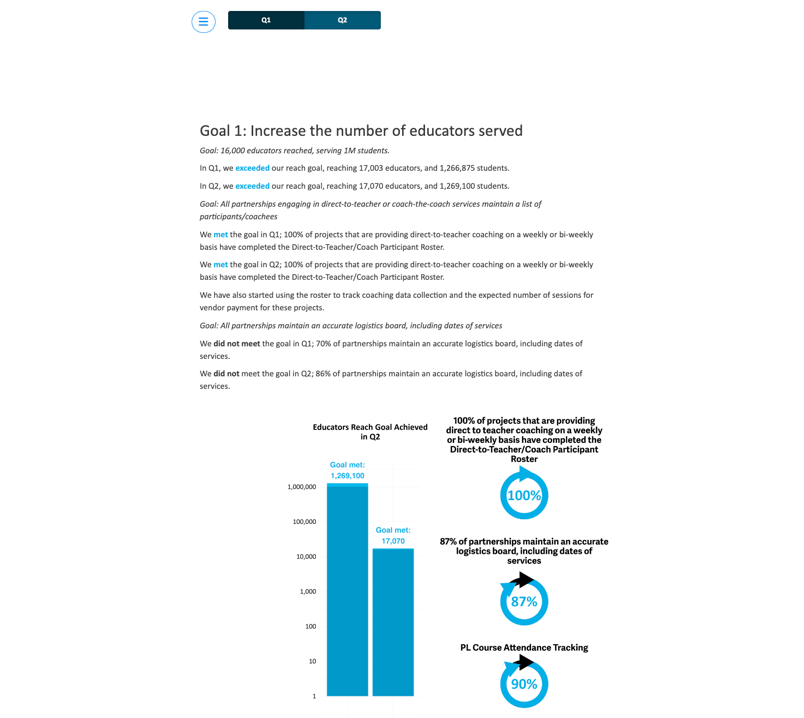 Q1
Q2
Goal 1: Increase the number of educators served
Goal: 16,000 educators reached, serving 1M students.
In Q1, we exceeded our reach goal, reaching 17,003 educators, and 1,266,875 students.
In Q2, we exceeded our reach goal, reaching 17,070 educators, and 1,269,100 students.
Goal: All partnerships engaging in direct-to-teacher or coach-the-coach services maintain a list of
participants/coachees
We met the goal in Q1; 100% of projects that are providing direct-to-teacher coaching on a weekly or bi-weekly
basis have completed the Direct-to-Teacher/Coach Participant Roster.
We met the goal in Q2; 100% of projects that are providing direct-to-teacher coaching on a weekly or bi-weekly
basis have completed the Direct-to-Teacher/Coach Participant Roster.
We have also started using the roster to track coaching data collection and the expected number of sessions for
vendor payment for these projects.
Goal: All partnerships maintain an accurate logistics board, including dates of services
We did not meet the goal in Q1; 70% of partnerships maintain an accurate logistics board, including dates of
services.
We did not meet the goal in Q2; 86% of partnerships maintain an accurate logistics board, including dates of
services.
Educators Reach Goal Achieved
in Q2
Goal met:
1,269,100
Goal met:
17,070
1,000,000
100,000
10,000
1,000
100
10
1
100% of projects that are providing
direct to teacher coaching on a weekly
or bi-weekly basis have completed the
Direct-to-Teacher/Coach Participant
Roster
100%
87% of partnerships maintain an accurate
logistics board, including dates of
services
87%
PL Course Attendance Tracking
90%